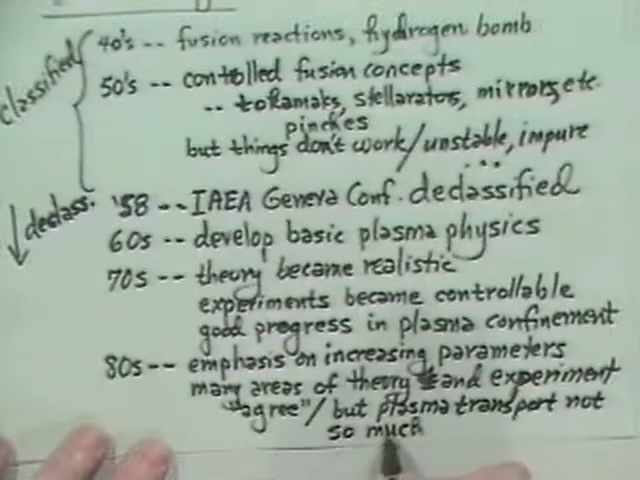 classified
40's -- fusion reactions, hydrogen bomb
50's -- controlled fusion concepts
-- tokamaks, stellarators, mirrors, etc.
pinches
but things don't work/unstable, impure
...
declass. '58 -- IAEA Geneva Conf. declassified
60s -- develop basic plasma physics
70s -- theory became realistic
experiments became controllable
good progress in plasma confinement
80s -- emphasis on increasing parameters
many areas of theory and experiment
"agree"/but plasma transport not
so much